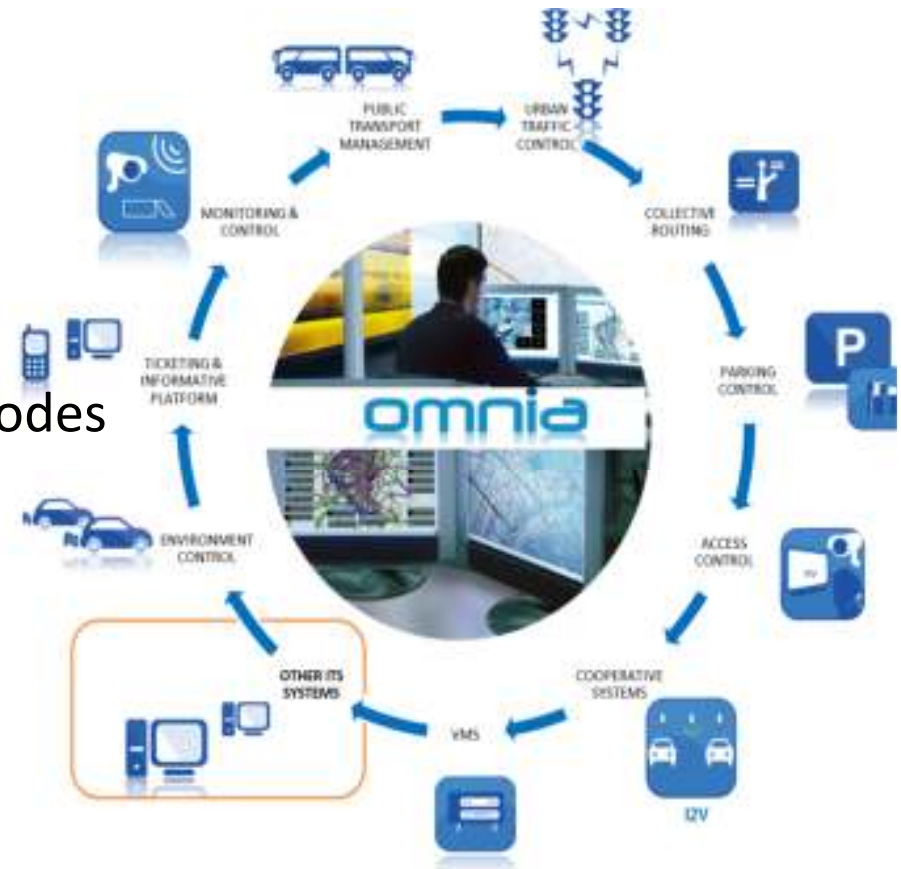 PUBLIC
TRANSPORT
MANAGEMENT
URBAN
TRAFFIC
CONTROL
COLLECTIVE
ROUTING
P
PARKING
CONTROL
ACCESS
CONTROL
COOPERATIVE
SYSTEMS
I2V
VMS
OTHER ITS
SYSTEMS
ENVIRONMENT
CONTROL
odes
TICKETING &
INFORMATIVE
PLATFORM
MONITORING &
CONTROL
omnia